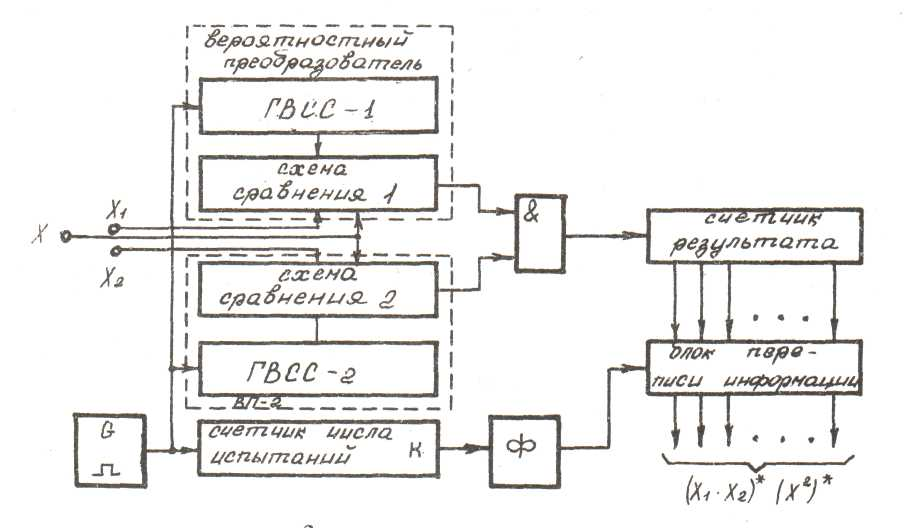 вероятностный
преобразователь
ГВСС-1
схема
сравнения 1
X1
X
X2
&
счетчик
результата
схема
сравнения 2
. . .
блок пере-
писи информации
ГВСС-2
ВП-2
G
счетчик числа
испытаний K
Ф
. . .
(X1·X2)* (X²)*